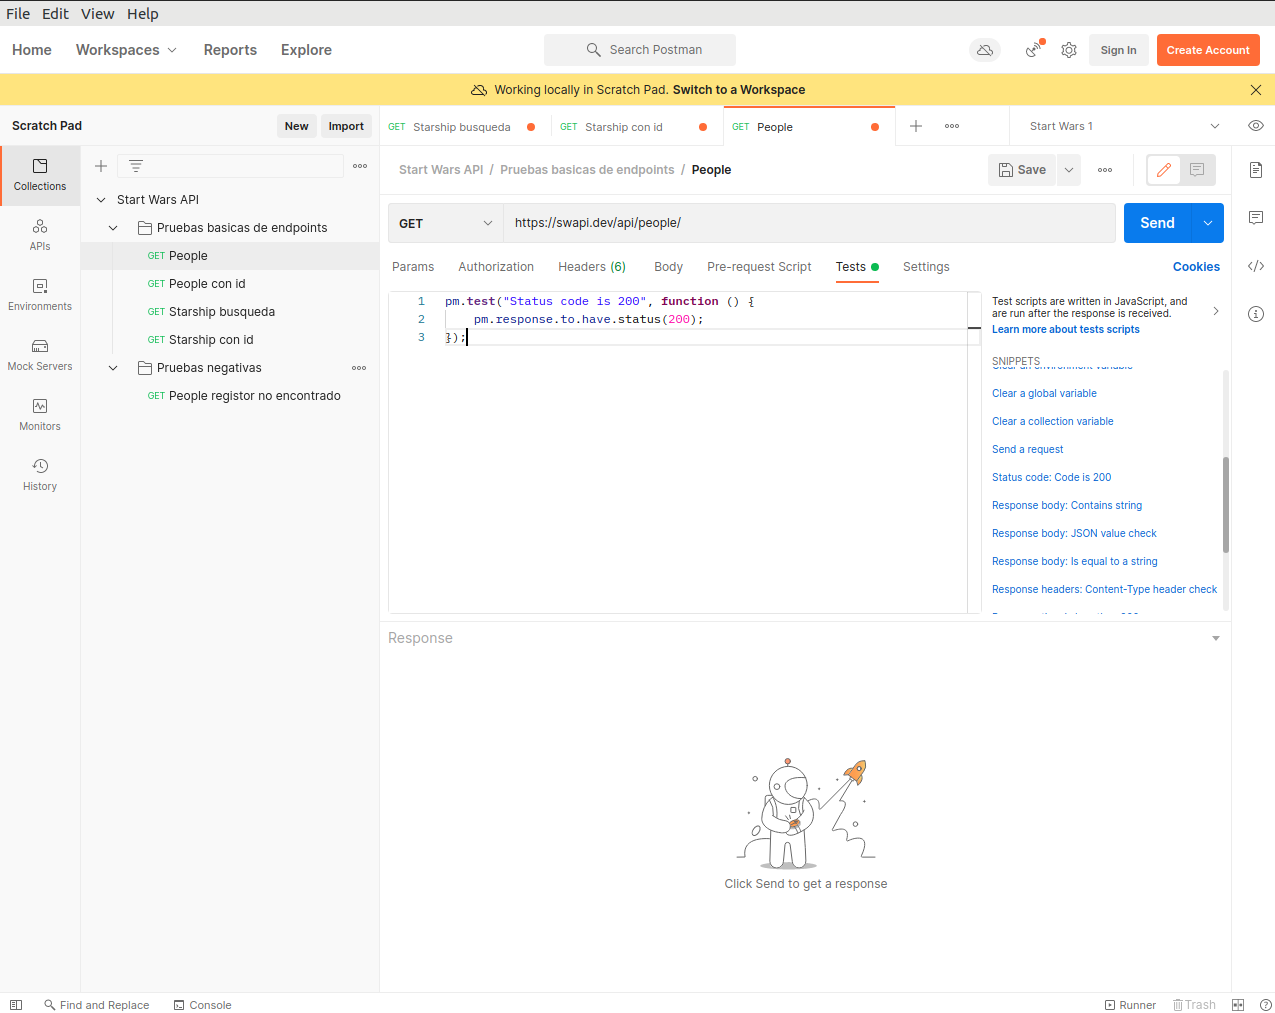 File Edit View Help
Home Workspaces Reports Explore Search Postman Sign In Create Account
Working locally in Scratch Pad. Switch to a Workspace
Scratch Pad New Import
GET Starship busqueda GET Starship con id GET People Start Wars 1
Start Wars API / Pruebas basicas de endpoints / People Save
Collections
APIs
Environments
Mock Servers
Monitors
History
Start Wars API
Pruebas basicas de endpoints
GET People
GET People con id
GET Starship busqueda
GET Starship con id
Pruebas negativas
GET People registor no encontrado
GET https://swapi.dev/api/people/ Send
Params Authorization Headers (6) Body Pre-request Script Tests Settings Cookies
1 pm.test("Status code is 200", function () {
2 pm.response.to.have.status(200);
3 });
Test scripts are written in JavaScript, and
are run after the response is received.
Learn more about tests scripts
SNIPPETS
Clear an environment variable
Clear a global variable
Clear a collection variable
Send a request
Status code: Code is 200
Response body: Contains string
Response body: JSON value check
Response body: Is equal to a string
Response headers: Content-Type header check
Response
Click Send to get a response
Find and Replace Console Runner Trash